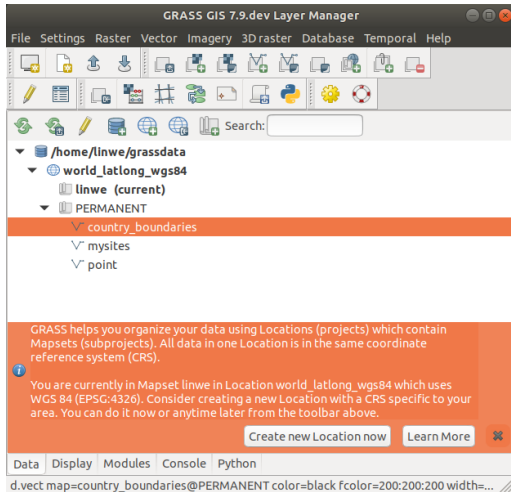 GRASS GIS 7.9.dev Layer Manager
File Settings Raster Vector Imagery 3D raster Database Temporal Help
Search:
/home/linwe/grassdata
world_latlong_wgs84
linwe (current)
PERMANENT
country_boundaries
mysites
point
GRASS helps you organize your data using Locations (projects) which contain
Mapsets (subprojects). All data in one Location is in the same coordinate
reference system (CRS).
You are currently in Mapset linwe in Location world_latlong_wgs84 which uses
WGS 84 (EPSG:4326). Consider creating a new Location with a CRS specific to your
area. You can do it now or anytime later from the toolbar above.
Create new Location now Learn More
Data Display Modules Console Python
d.vect map=country_boundaries@PERMANENT color=black fcolor=200:200:200 width=...